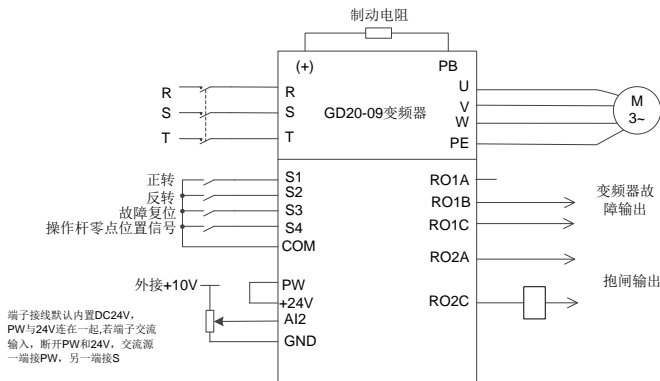 制动电阻
(+)
PB
R
S
T
R
S
T
GD20-09变频器
U
V
W
PE
M
3~
正转
反转
故障复位
操作杆零点位置信号
S1
S2
S3
S4
COM
RO1A
RO1B
RO1C
RO2A
RO2C
变频器故
障输出
抱闸输出
外接+10V
PW
+24V
AI2
GND
端子接线默认内置DC24V，
PW与24V连在一起,若端子交流
输入，断开PW和24V，交流源
一端接PW，另一端接S